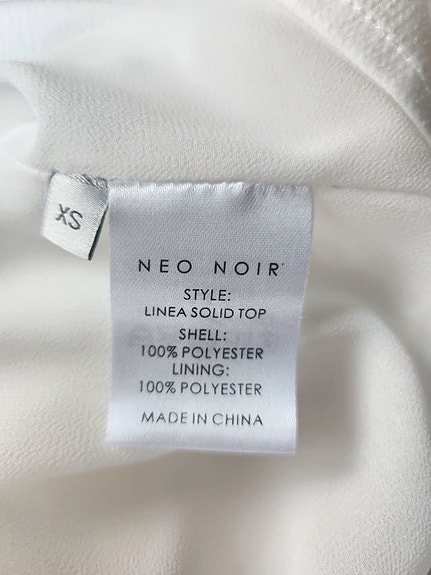 XS
NEO NOIR
STYLE:
LINEA SOLID TOP
SHELL:
100% POLYESTER
LINING:
100% POLYESTER
MADE IN CHINA